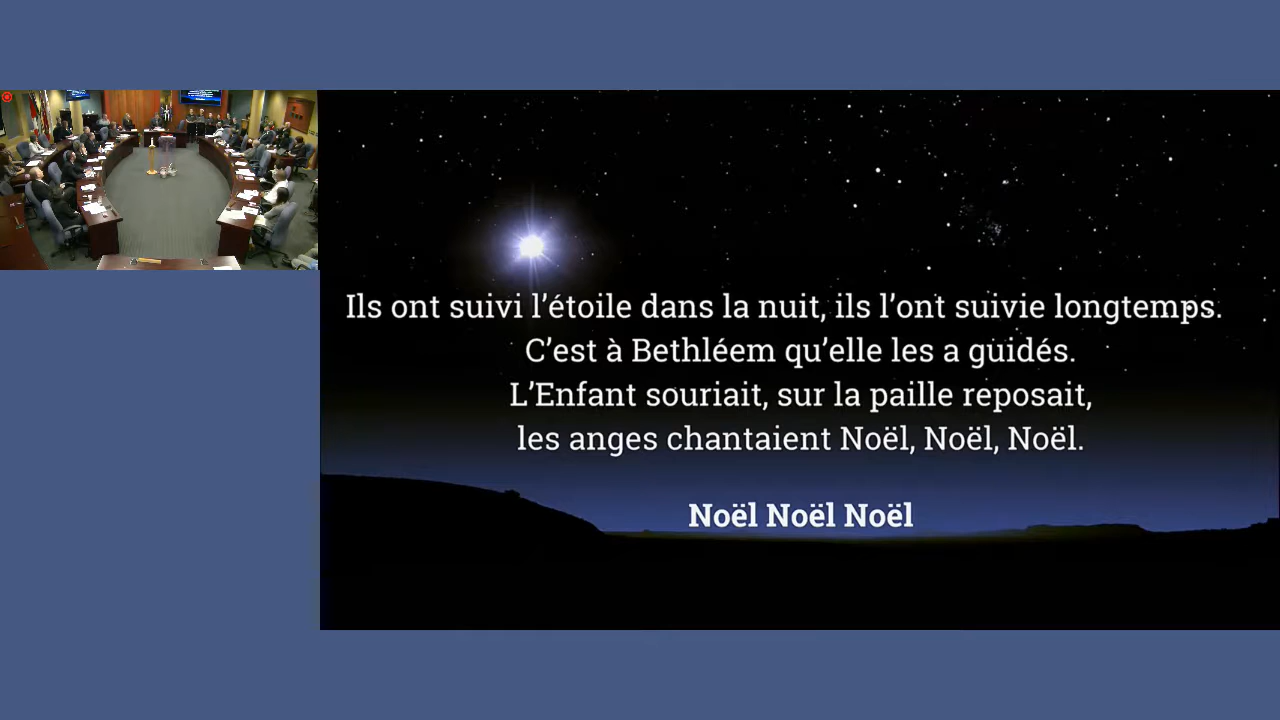 Ils ont suivi l’étoile dans la nuit, ils l’ont suivie longtemps.
C’est à Bethléem qu’elle les a guidés.
L’Enfant souriait, sur la paille reposait,
les anges chantaient Noël, Noël, Noël.
Noël Noël Noël